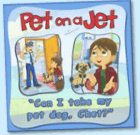 Pet on a Jet
"Can I take my
pet dog, Chet?"